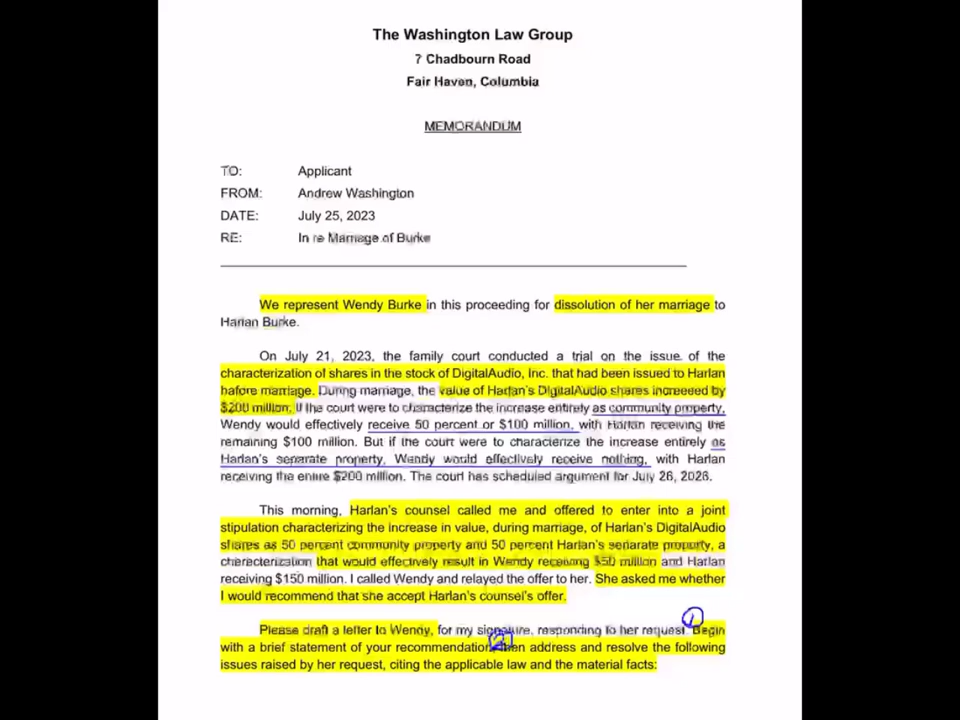 The Washington Law Group
7 Chadbourn Road
Fair Haven, Columbia
MEMORANDUM
TO: Applicant
FROM: Andrew Washington
DATE: July 25, 2023
RE: In re Marriage of Burke
We represent Wendy Burke in this proceeding for dissolution of her marriage to
Harlan Burke.
On July 21, 2023, the family court conducted a trial on the issue of the
characterization of shares in the stock of DigitalAudio, Inc. that had been issued to Harlan
before marriage. During marriage, the value of Harlan's DigitalAudio shares increased by
$200 million. If the court were to characterize the increase entirely as community property,
Wendy would effectively receive 50 percent or $100 million, with Harlan receiving the
remaining $100 million. But if the court were to characterize the increase entirely as
Harlan's separate property, Wendy would effectively receive nothing, with Harlan
receiving the entire $200 million. The court has scheduled argument for July 26,
This morning, Harlan's counsel called me and offered to enter into a joint
stipulation characterizing the increase in value, during marriage, of Harlan's DigitalAudio
shares as 50 percent community property and 50 percent Harlan's separate property, a
characterization that would effectively result in Wendy receiving $50 million and Harlan
receiving $150 million. I called Wendy and relayed the offer to her. She asked me whether
I would recommend that she accept Harlan's counsel's offer.
1
Please draft a letter to Wendy, for my signature, responding to her request. Begin
2
with a brief statement of your recommendation, then address and resolve the following
issues raised by her request, citing the applicable law and the material facts: